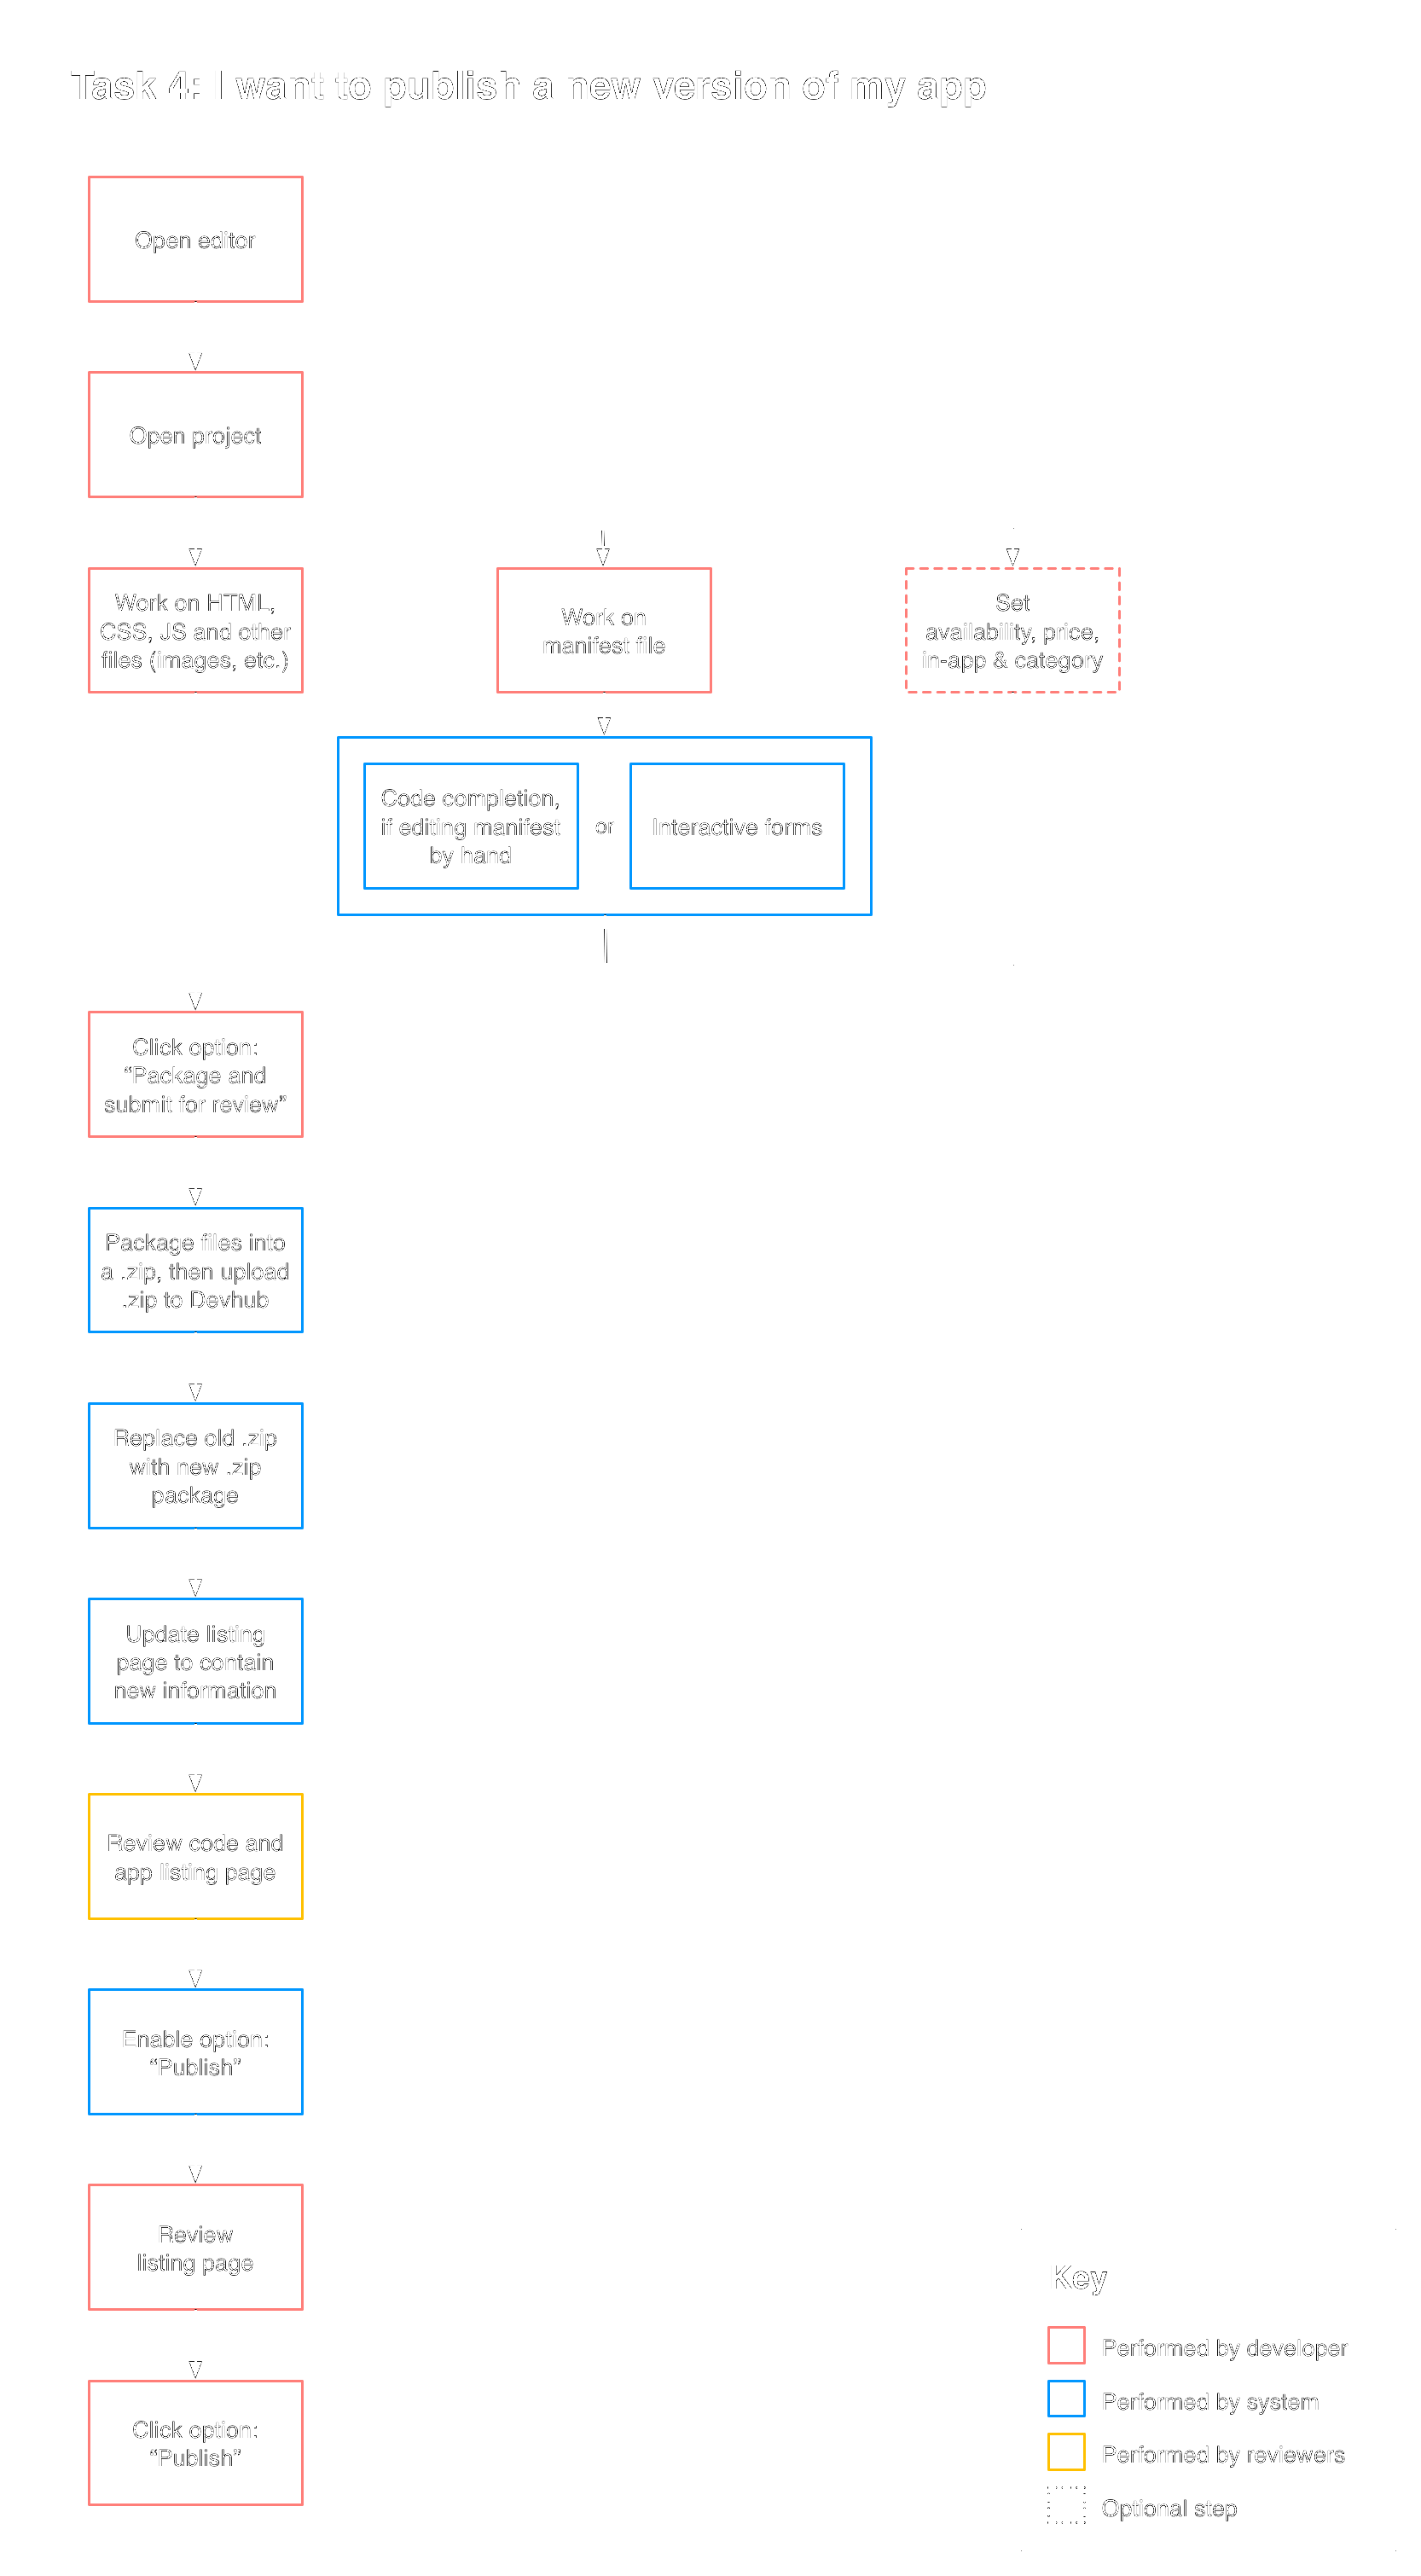 Task 4: I want to publish a new version of my app
Open editor
Open project
Work on HTML,
CSS, JS and other
files (images, etc.)
Work on
manifest file
Set
availability, price,
in-app & category
Code completion,
if editing manifest
by hand
or
Interactive forms
Click option:
“Package and
submit for review”
Package files into
a .zip, then upload
.zip to Devhub
Replace old .zip
with new .zip
package
Update listing
page to contain
new information
Review code and
app listing page
Enable option:
“Publish”
Review
listing page
Click option:
“Publish”
Key
Performed by developer
Performed by system
Performed by reviewers
Optional step